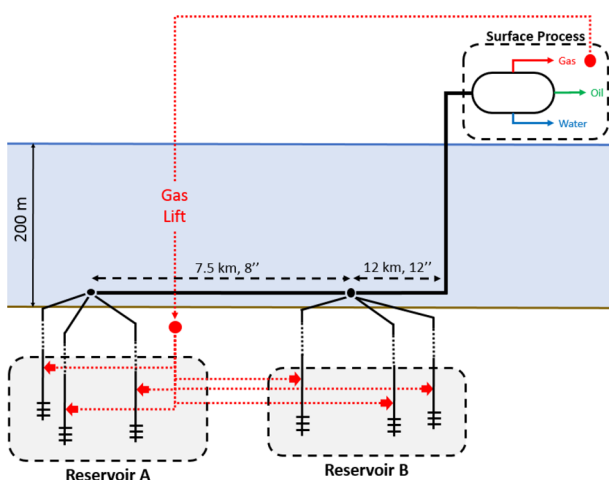 Surface Process
Gas
Oil
Water
200 m
Gas
Lift
7.5 km, 8’’
12 km, 12’’
Reservoir A
Reservoir B